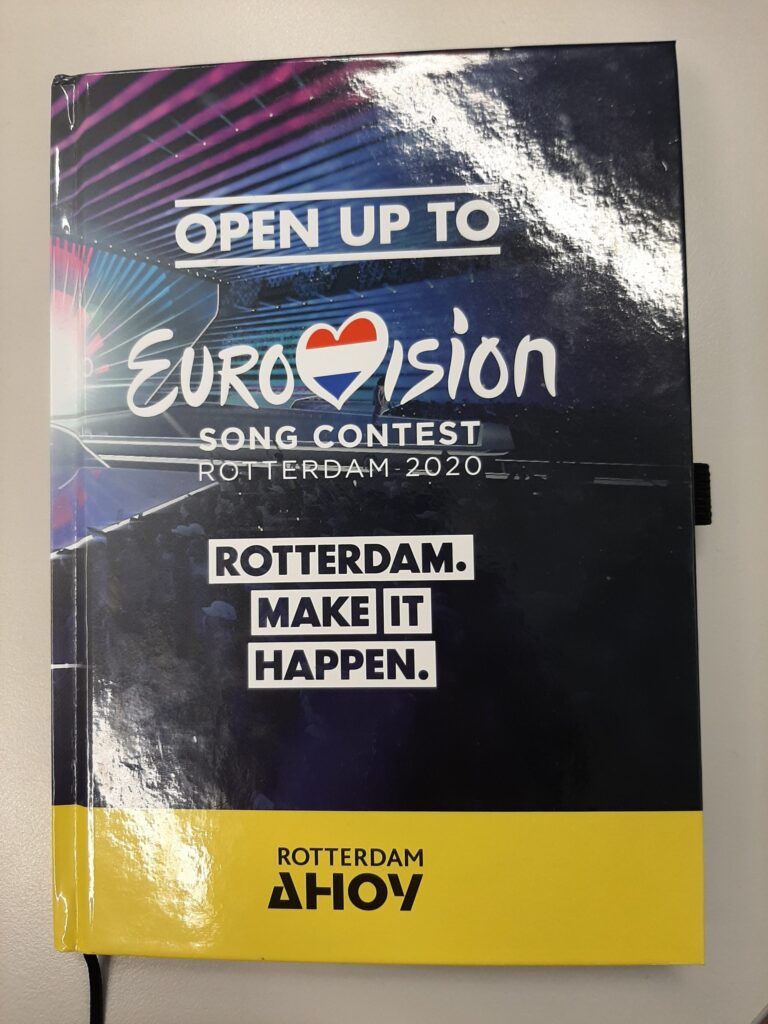 OPEN UP TO
EUROVISION
SONG CONTEST
ROTTERDAM 2020
ROTTERDAM.
MAKE IT
HAPPEN.
ROTTERDAM
AHOY